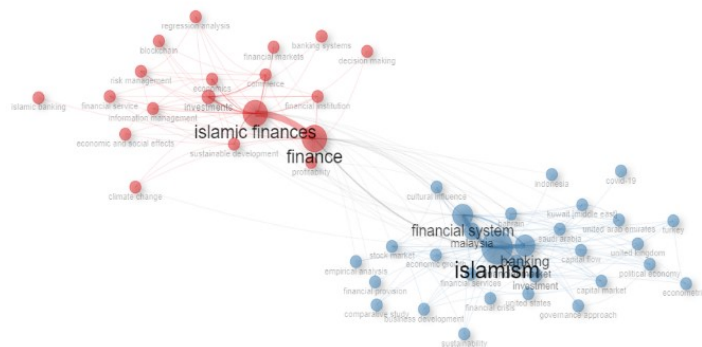 regression analysis
blockchain
financial markets
banking systems
decision making
risk management
economics
commerce
islamic banking
financial service
investments
financial institution
information management
islamic finances
economic and social effects
sustainable development
finance
profitability
climate change
indonesia
covid-19
cultural influence
bahrain
kuwait [middle east]
united arab emirates
turkey
financial system
saudi arabia
malaysia
stock market
economic growth
banking
capital flow
united kingdom
empirical analysis
islamism
political economy
financial provision
financial services
investment
capital market
econometrics
comparative study
business development
financial crisis
united states
governance approach
sustainability